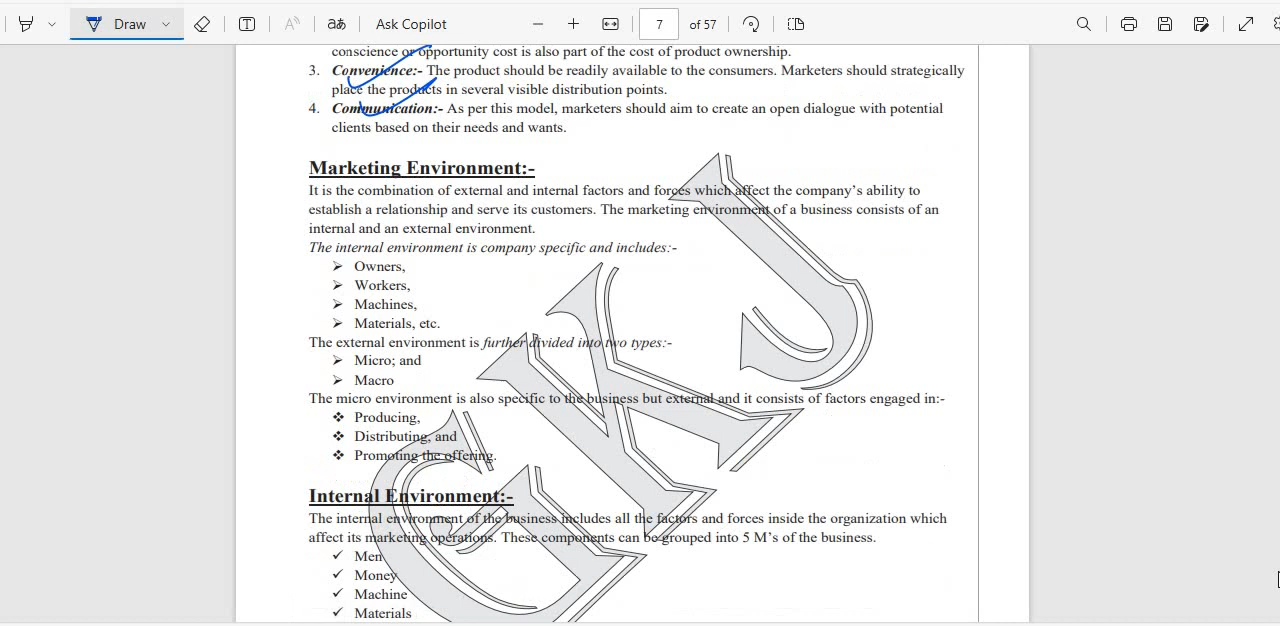 Draw
aあ
Ask Copilot
7 of 57
conscience or opportunity cost is also part of the cost of product ownership.
3. Convenience:- The product should be readily available to the consumers. Marketers should strategically
place the products in several visible distribution points.
4. Communication:- As per this model, marketers should aim to create an open dialogue with potential
clients based on their needs and wants.
Marketing Environment:-
It is the combination of external and internal factors and forces which affect the company's ability to
establish a relationship and serve its customers. The marketing environment of a business consists of an
internal and an external environment.
The internal environment is company specific and includes:-
➢ Owners,
➢ Workers,
➢ Machines,
➢ Materials, etc.
The external environment is further divided into two types:-
➢ Micro; and
➢ Macro
The micro environment is also specific to the business but external and it consists of factors engaged in:-
❖ Producing,
❖ Distributing, and
❖ Promoting the offering.
Internal Environment:-
The internal environment of the business includes all the factors and forces inside the organization which
affect its marketing operations. These components can be grouped into 5 M's of the business.
✓ Men
✓ Money
✓ Machine
✓ Materials
GKJ